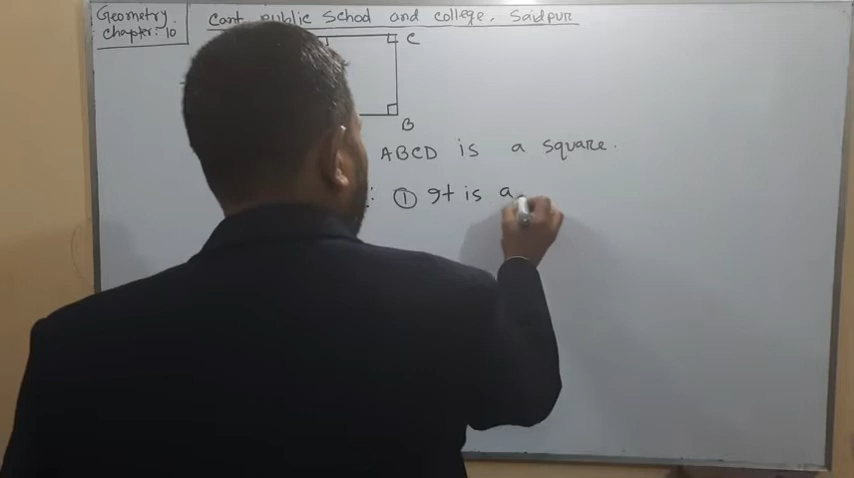 Geometry.
Chapter: 10
Cant public School and college, Saidpur
C
B
ABCD is a square.
: ① It is a